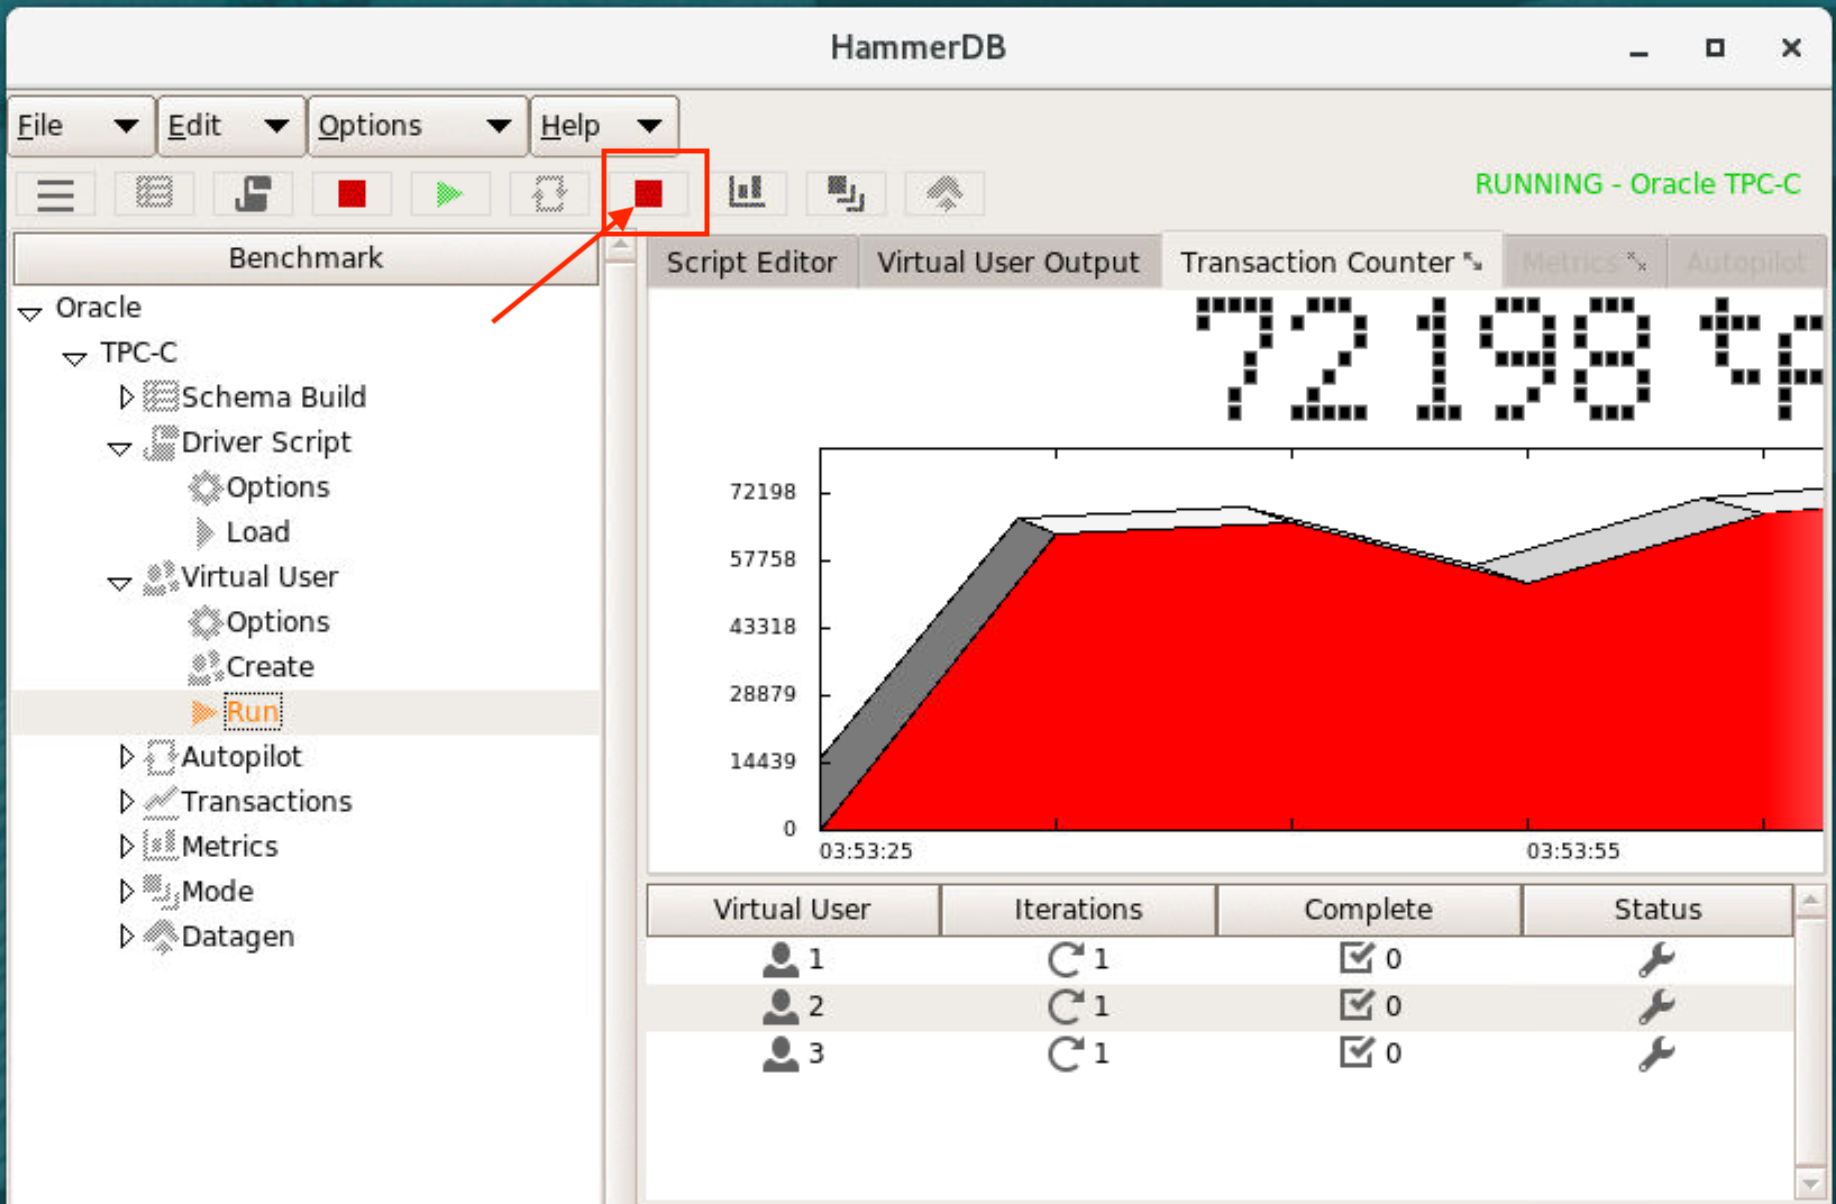 HammerDB
File Edit Options Help
RUNNING - Oracle TPC-C
Benchmark
Oracle
TPC-C
Schema Build
Driver Script
Options
Load
Virtual User
Options
Create
Run
Autopilot
Transactions
Metrics
Mode
Datagen
Script Editor Virtual User Output Transaction Counter Metrics Autopilot
72198 tp
72198
57758
43318
28879
14439
0
03:53:25 03:53:55
Virtual User Iterations Complete Status
1 1 0
2 1 0
3 1 0